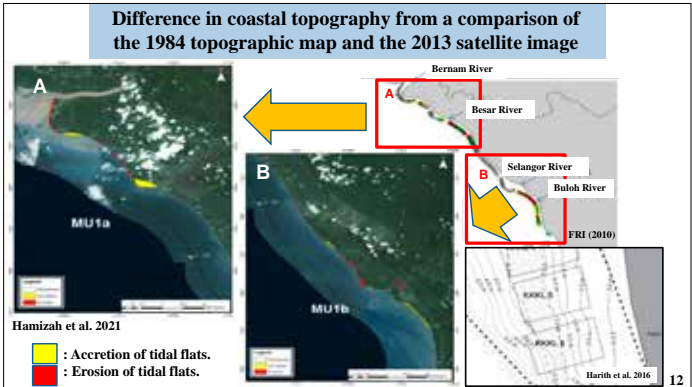 Difference in coastal topography from a comparison of
the 1984 topographic map and the 2013 satellite image
A
MU1a
Hamizah et al. 2021
: Accretion of tidal flats.
: Erosion of tidal flats.
B
MU1b
Bernam River
A
Besar River
Selangor River
B
Buloh River
FRI (2010)
Harith et al. 2016
12